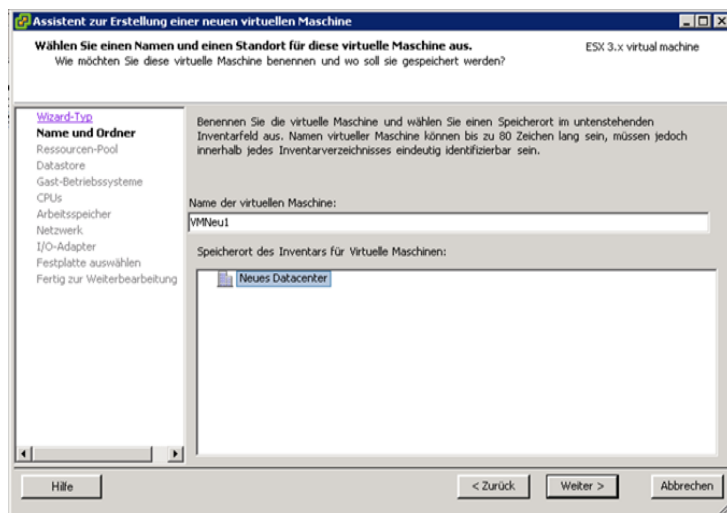 Assistent zur Erstellung einer neuen virtuellen Maschine
Wählen Sie einen Namen und einen Standort für diese virtuelle Maschine aus.
ESX 3.x virtual machine
Wie möchten Sie diese virtuelle Maschine benennen und wo soll sie gespeichert werden?
Wizard-Typ
Name und Ordner
Ressourcen-Pool
Datastore
Gast-Betriebssysteme
CPUs
Arbeitsspeicher
Netzwerk
I/O-Adapter
Festplatte auswählen
Fertig zur Weiterbearbeitung
Benennen Sie die virtuelle Maschine und wählen Sie einen Speicherort im untenstehenden
Inventarfeld aus. Namen virtueller Maschine können bis zu 80 Zeichen lang sein, müssen jedoch
innerhalb jedes Inventarverzeichnisses eindeutig identifizierbar sein.
Name der virtuellen Maschine:
VMNeu1
Speicherort des Inventars für Virtuelle Maschinen:
Neues Datacenter
Hilfe
< Zurück
Weiter >
Abbrechen